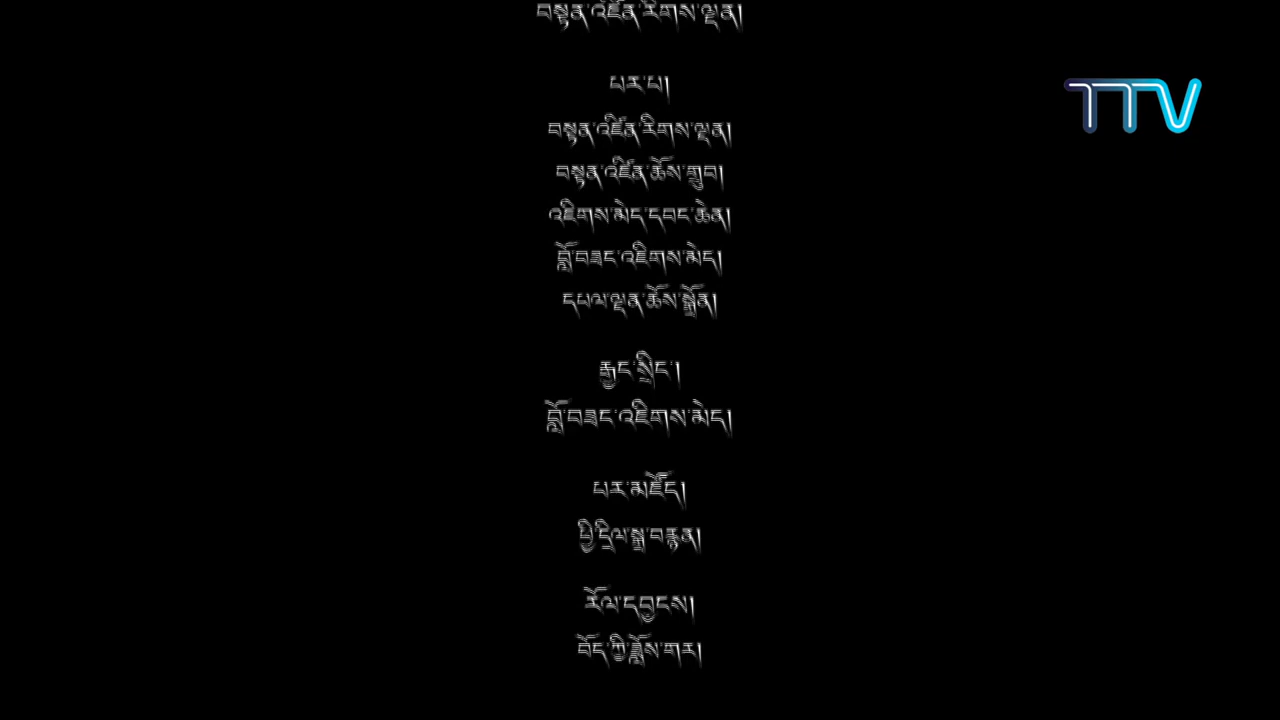 བསྟན་འཛིན་རིགས་ལྡན།
TTV
པར་པ།
བསྟན་འཛིན་རིགས་ལྡན།
བསྟན་འཛིན་ཆོས་གྲུབ།
འཇིགས་མེད་དབང་ཆེན།
བློ་བཟང་འཇིགས་མེད།
དཔལ་ལྡན་ཆོས་སྒྲོན།
རྒྱང་སྲིང་།
བློ་བཟང་འཇིགས་མེད།
པར་མཛོད།
ཕྱི་དྲིལ་སྒྲ་བརྙན།
རོལ་དབྱངས།
བོད་ཀྱི་ཟློས་གར།